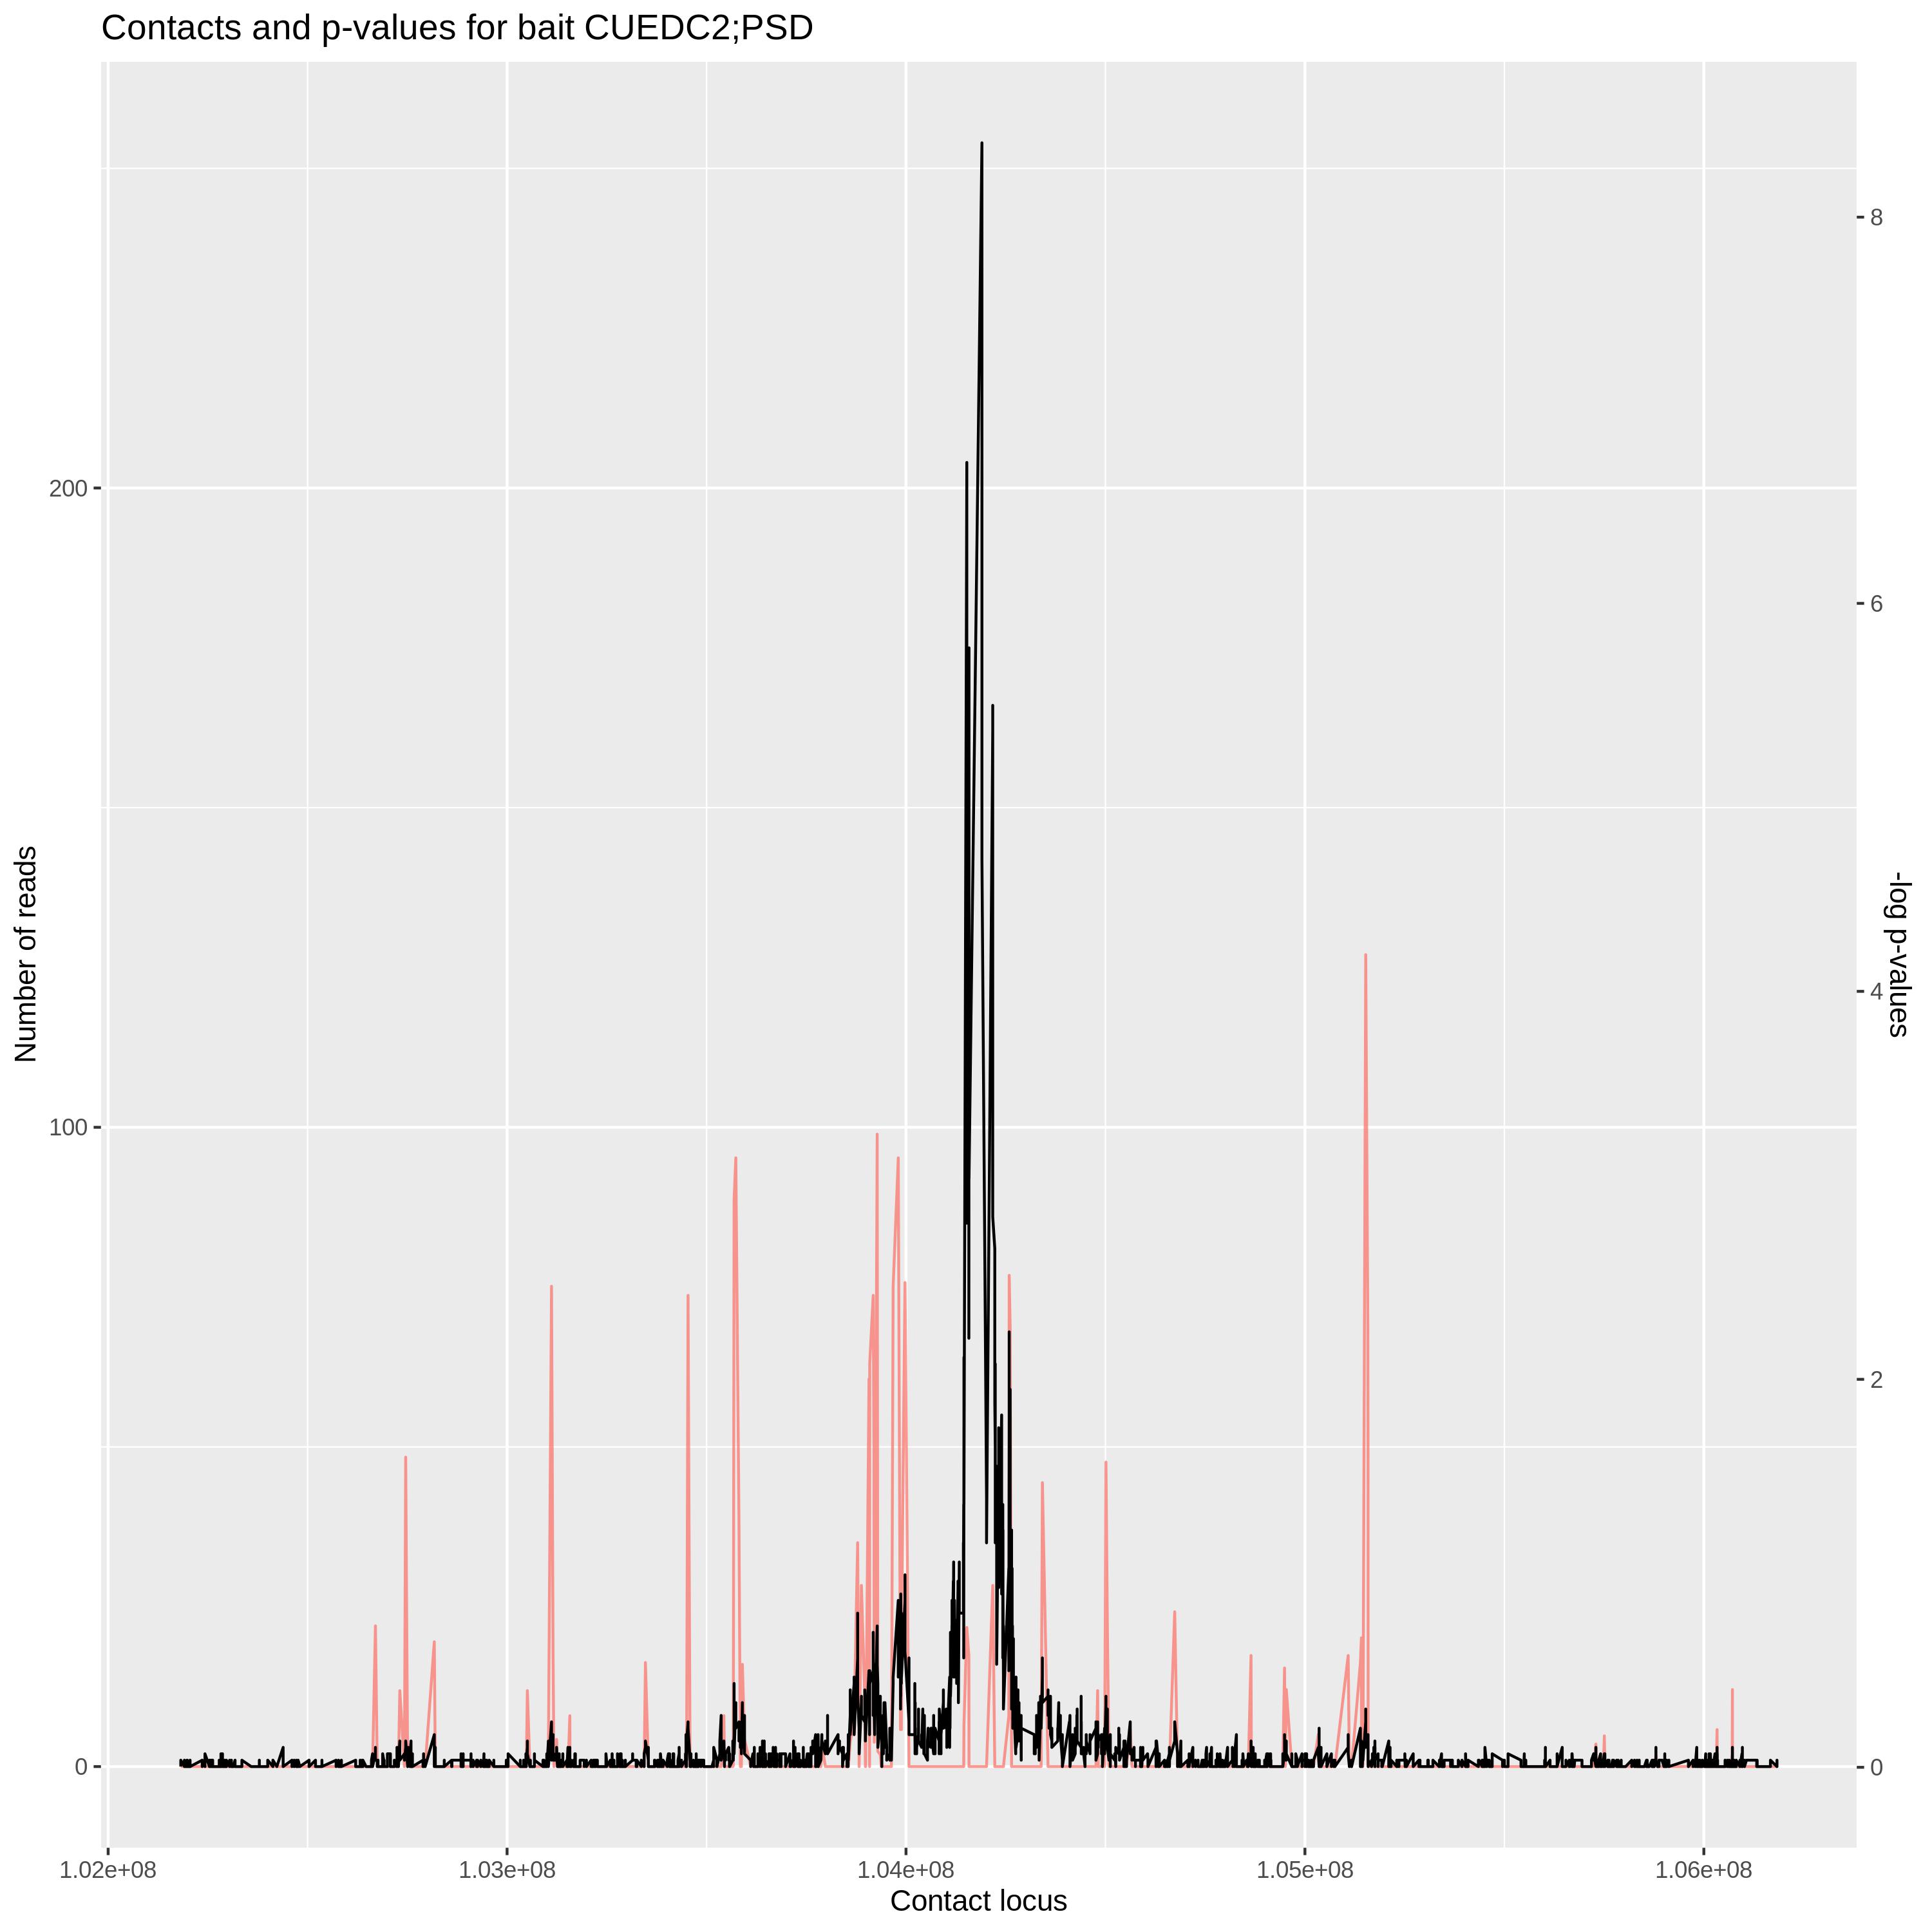 Contacts and p-values for bait CUEDC2;PSD
Number of reads
200
100
0
8
6
4
2
0
-log p-values
1.02e+08
1.03e+08
1.04e+08
1.05e+08
1.06e+08
Contact locus